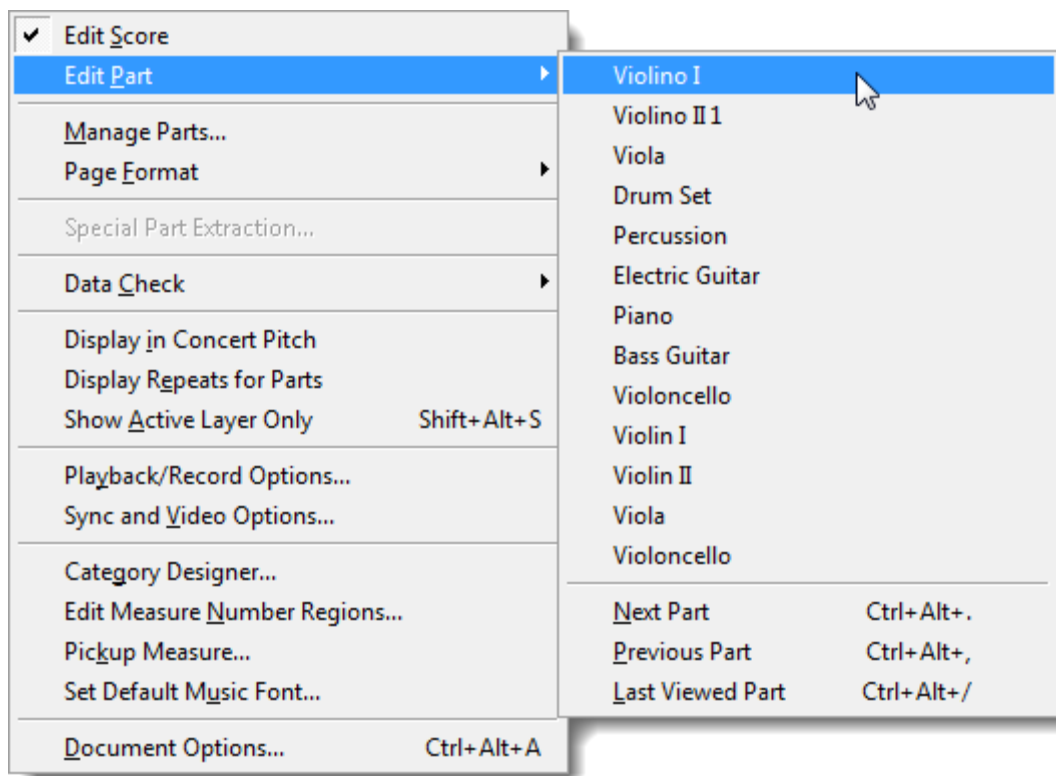 Edit Score
Edit Part
Manage Parts...
Page Format
Special Part Extraction...
Data Check
Display in Concert Pitch
Display Repeats for Parts
Show Active Layer Only Shift+Alt+S
Playback/Record Options...
Sync and Video Options...
Category Designer...
Edit Measure Number Regions...
Pickup Measure...
Set Default Music Font...
Document Options... Ctrl+Alt+A
Violino I
Violino II 1
Viola
Drum Set
Percussion
Electric Guitar
Piano
Bass Guitar
Violoncello
Violin I
Violin II
Viola
Violoncello
Next Part Ctrl+Alt+.
Previous Part Ctrl+Alt+,
Last Viewed Part Ctrl+Alt+/